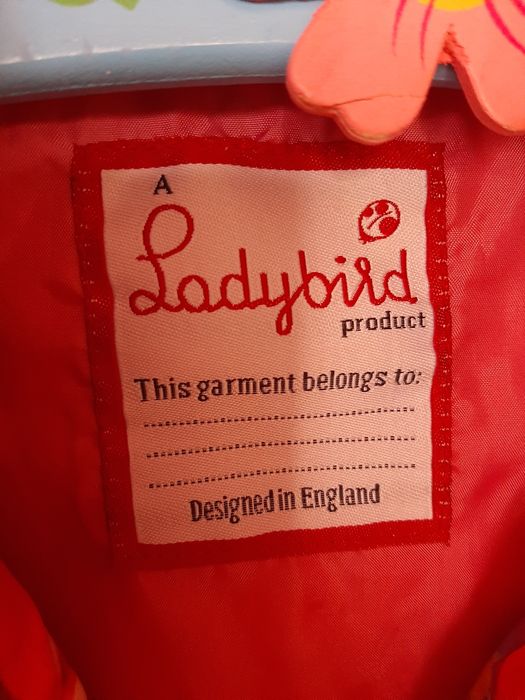 A
Ladybird
product
This garment belongs to:
Designed in England